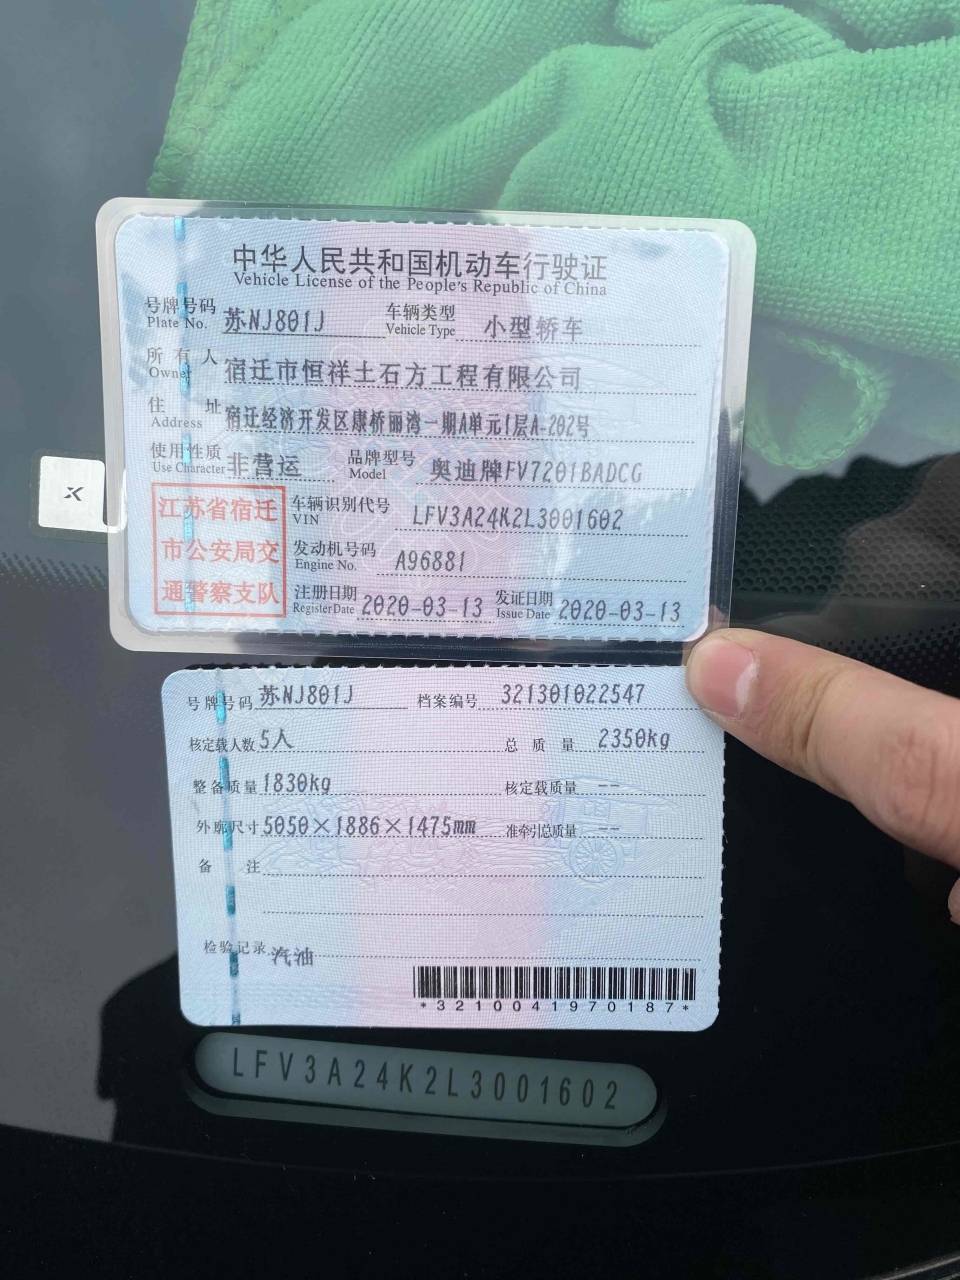 中华人民共和国机动车行驶证
Vehicle License of the People's Republic of China
号牌号码 苏NJ801J 车辆类型 小型轿车
Plate No. Vehicle Type
所有人 宿迁市恒祥土石方工程有限公司
Owner
住址 宿迁经济开发区康桥丽湾一期A单元1层A-202号
Address
使用性质 非营运 品牌型号 奥迪牌FV7201BADCG
Use Character Model
江苏省宿迁
市公安局交
通警察支队
车辆识别代号 LFV3A24K2L3001602
VIN
发动机号码 A96881
Engine No.
注册日期 2020-03-13 发证日期 2020-03-13
Register Date Issue Date
号牌号码 苏NJ801J 档案编号 321301022547
核定载人数 5人 总质量 2350kg
整备质量 1830kg 核定载质量 --
外廓尺寸 5050×1886×1475mm 准牵引总质量 --
备注
检验记录 汽油
*3210041970187*
LFV3A24K2L3001602